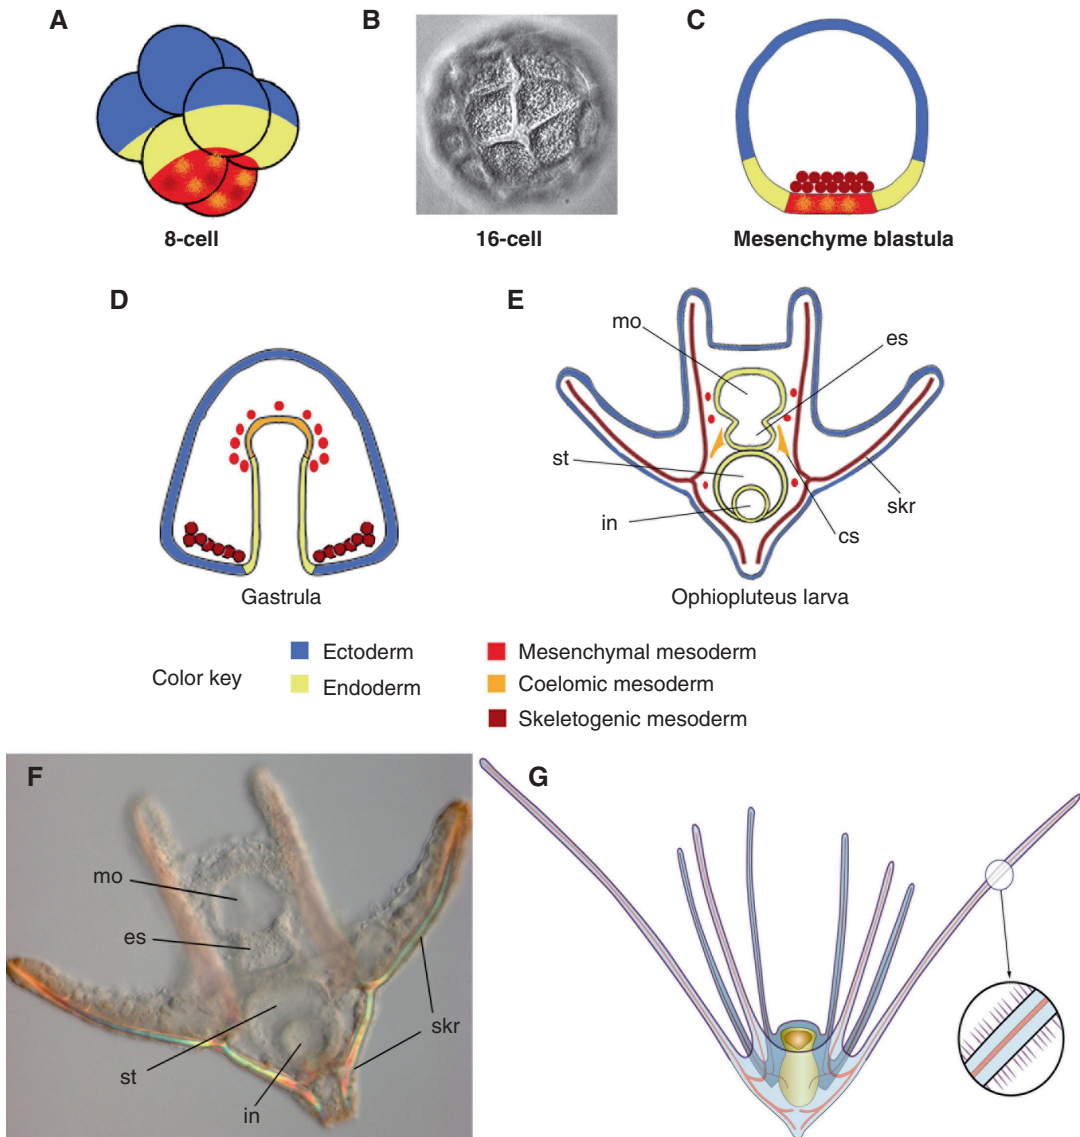 A
B
C
8-cell
16-cell
Mesenchyme blastula
D
E
mo
es
st
in
skr
cs
Gastrula
Ophiopluteus larva
Color key
Ectoderm
Endoderm
Mesenchymal mesoderm
Coelomic mesoderm
Skeletogenic mesoderm
F
G
mo
es
st
in
skr